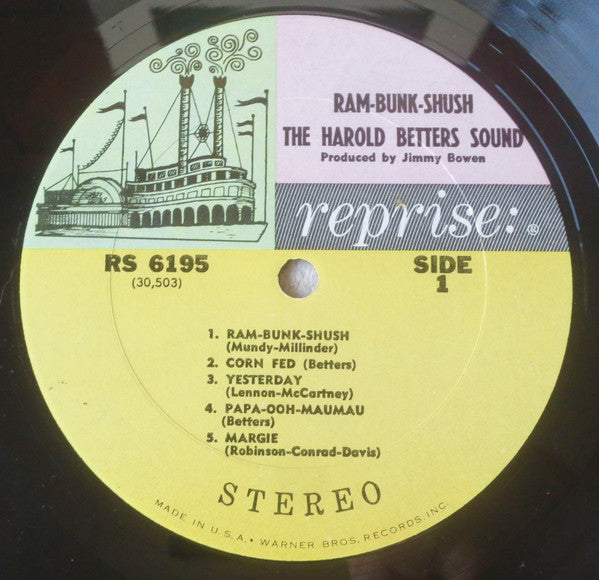 RAM-BUNK-SHUSH
THE HAROLD BETTERS SOUND
Produced by Jimmy Bowen
reprise: ®
RS 6195
(30,503)
SIDE
1
1. RAM-BUNK-SHUSH
(Mundy-Millinder)
2. CORN FED (Betters)
3. YESTERDAY
(Lennon-McCartney)
4. PAPA-OOH-MAUMAU
(Betters)
5. MARGIE
(Robinson-Conrad-Davis)
STEREO
MADE IN U.S.A. • WARNER BROS. RECORDS, INC.